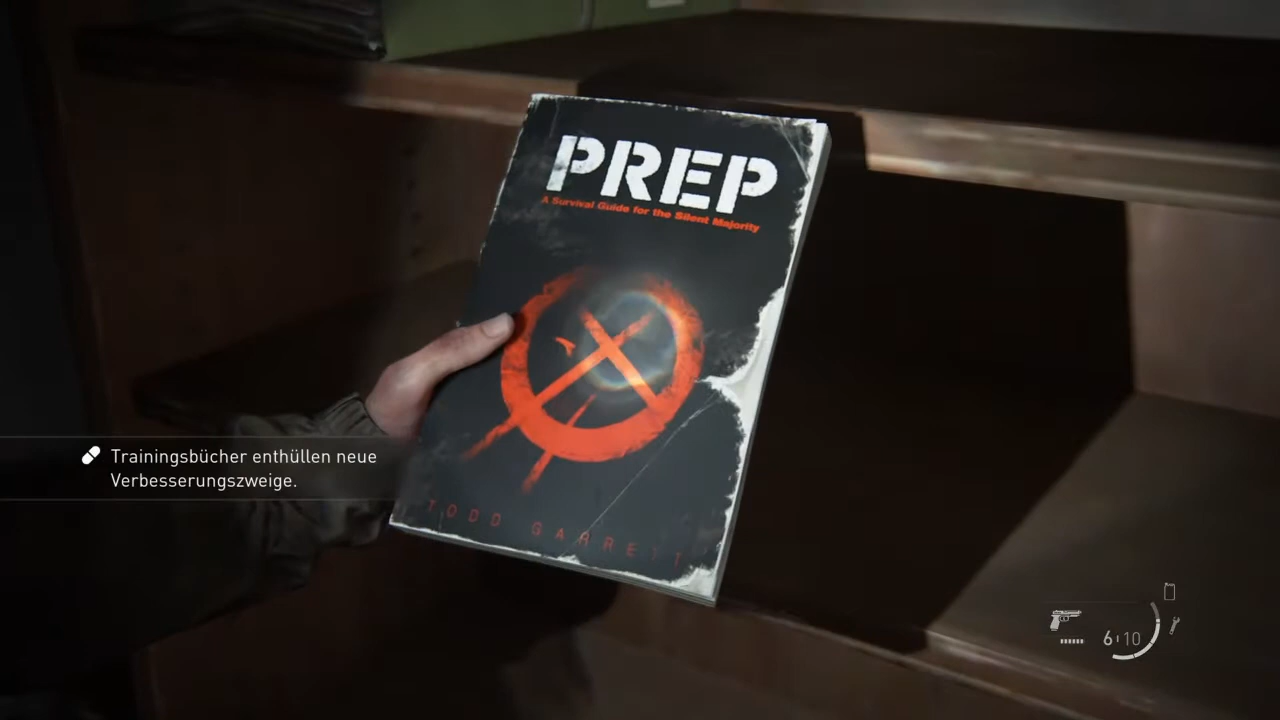 PREP
A Survival Guide for the Silent Majority
TODD GARRETT
Trainingsbücher enthüllen neue
Verbesserungszweige.
6 10